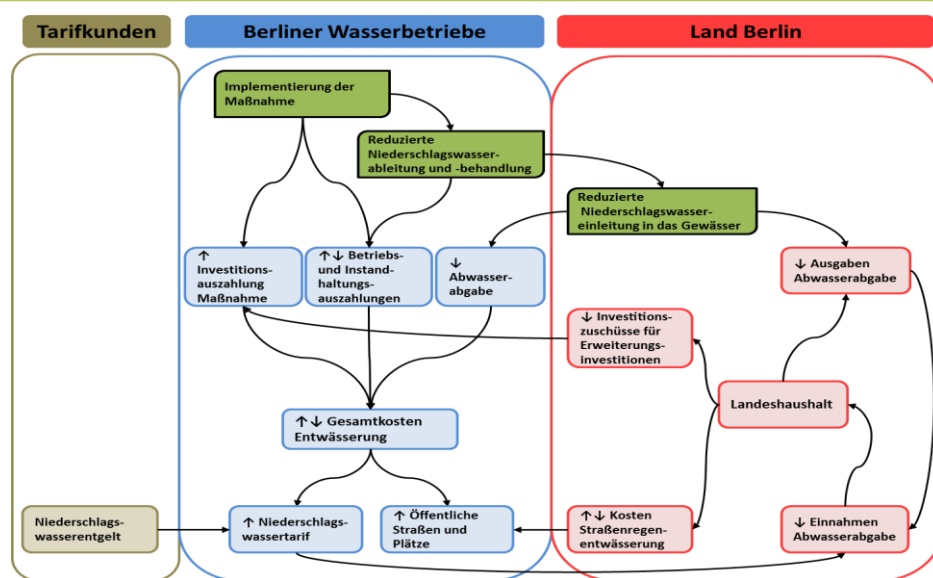 Tarifkunden
Berliner Wasserbetriebe
Land Berlin
Implementierung der
Maßnahme
Reduzierte
Niederschlagswasser-
ableitung und -behandlung
Reduzierte
Niederschlagswasser-
einleitung in das Gewässer
↑
Investitions-
auszahlung
Maßnahme
↑↓ Betriebs-
und Instand-
haltungs-
auszahlungen
↓
Abwasser-
abgabe
↓ Ausgaben
Abwasserabgabe
↓ Investitions-
zuschüsse für
Erweiterungs-
investitionen
Landeshaushalt
↑↓ Gesamtkosten
Entwässerung
Niederschlags-
wasserentgelt
↑ Niederschlags-
wassertarif
↑ Öffentliche
Straßen und
Plätze
↑↓ Kosten
Straßenregen-
entwässerung
↓ Einnahmen
Abwasserabgabe